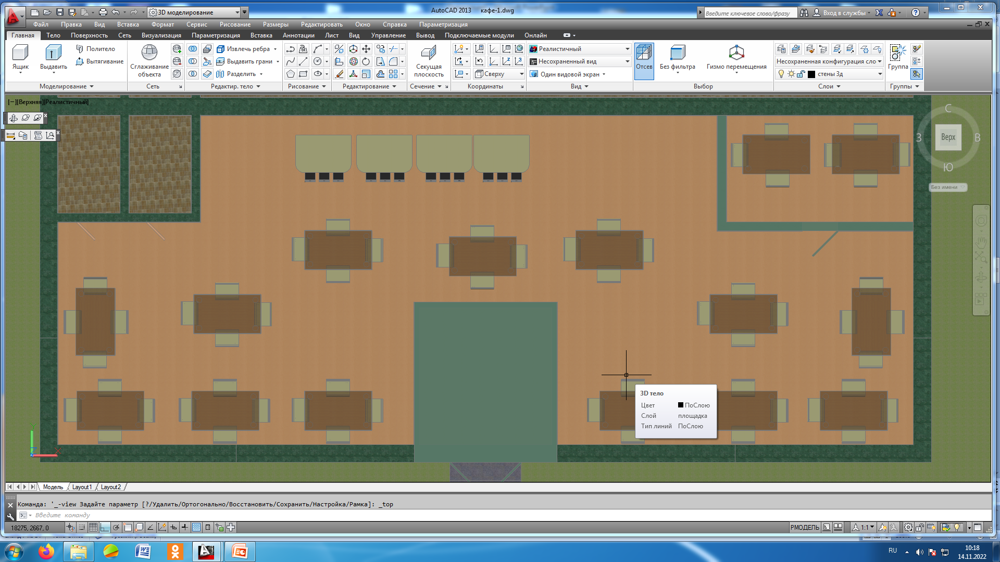 3D моделирование
AutoCAD 2013 кафе-1.dwg
Введите ключевое слово/фразу
Вход в службы
Файл Правка Вид Вставка Формат Сервис Рисование Размеры Редактировать Окно Справка Параметризация
Главная Тело Поверхность Сеть Визуализация Параметризация Вставка Аннотации Лист Вид Управление Вывод Подключаемые модули Онлайн
Ящик
Выдавить
Политело
Вытягивание
Моделирование
Сглаживание объекта
Сеть
Извлечь ребра
Выдавить грани
Разделить
Редактир. тело
Рисование
Редактирование
Секущая плоскость
Сечение
Сверху
Координаты
Реалистичный
Несохраненный вид
Один видовой экран
Вид
Отсев
Без фильтра
Гизмо перемещения
Выбор
Несохраненная конфигурация сло
стены 3д
Слои
Группа
Группы
[−][Верхняя][Реалистичный]
С
З
Верх
В
Ю
Без имени
3D тело
Цвет ПоСлою
Слой площадка
Тип линий ПоСлою
Z
Модель Layout1 Layout2
Команда: '_-view Задайте параметр [?/Удалить/Ортогонально/Восстановить/Сохранить/Настройка/Рамка]: _top
Введите команду
18275, 2667, 0
РМОДЕЛЬ
1:1
RU
10:18
14.11.2022